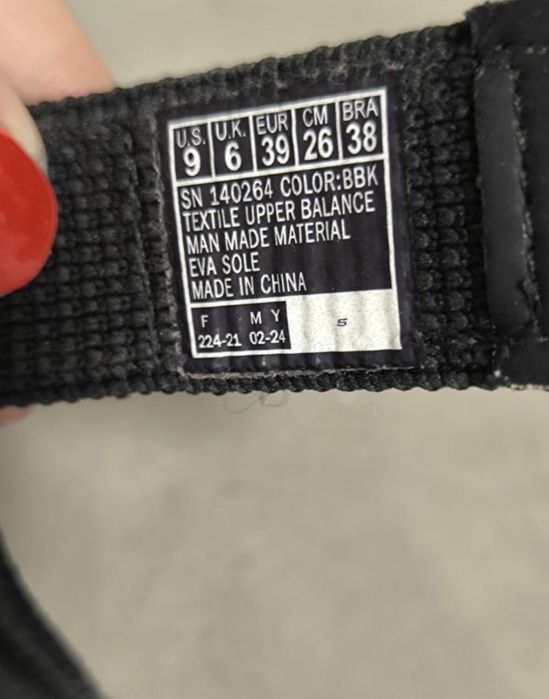 U.S. U.K. EUR CM BRA
9 6 39 26 38
SN 140264 COLOR:BBK
TEXTILE UPPER BALANCE
MAN MADE MATERIAL
EVA SOLE
MADE IN CHINA
F M Y S
224-21 02-24